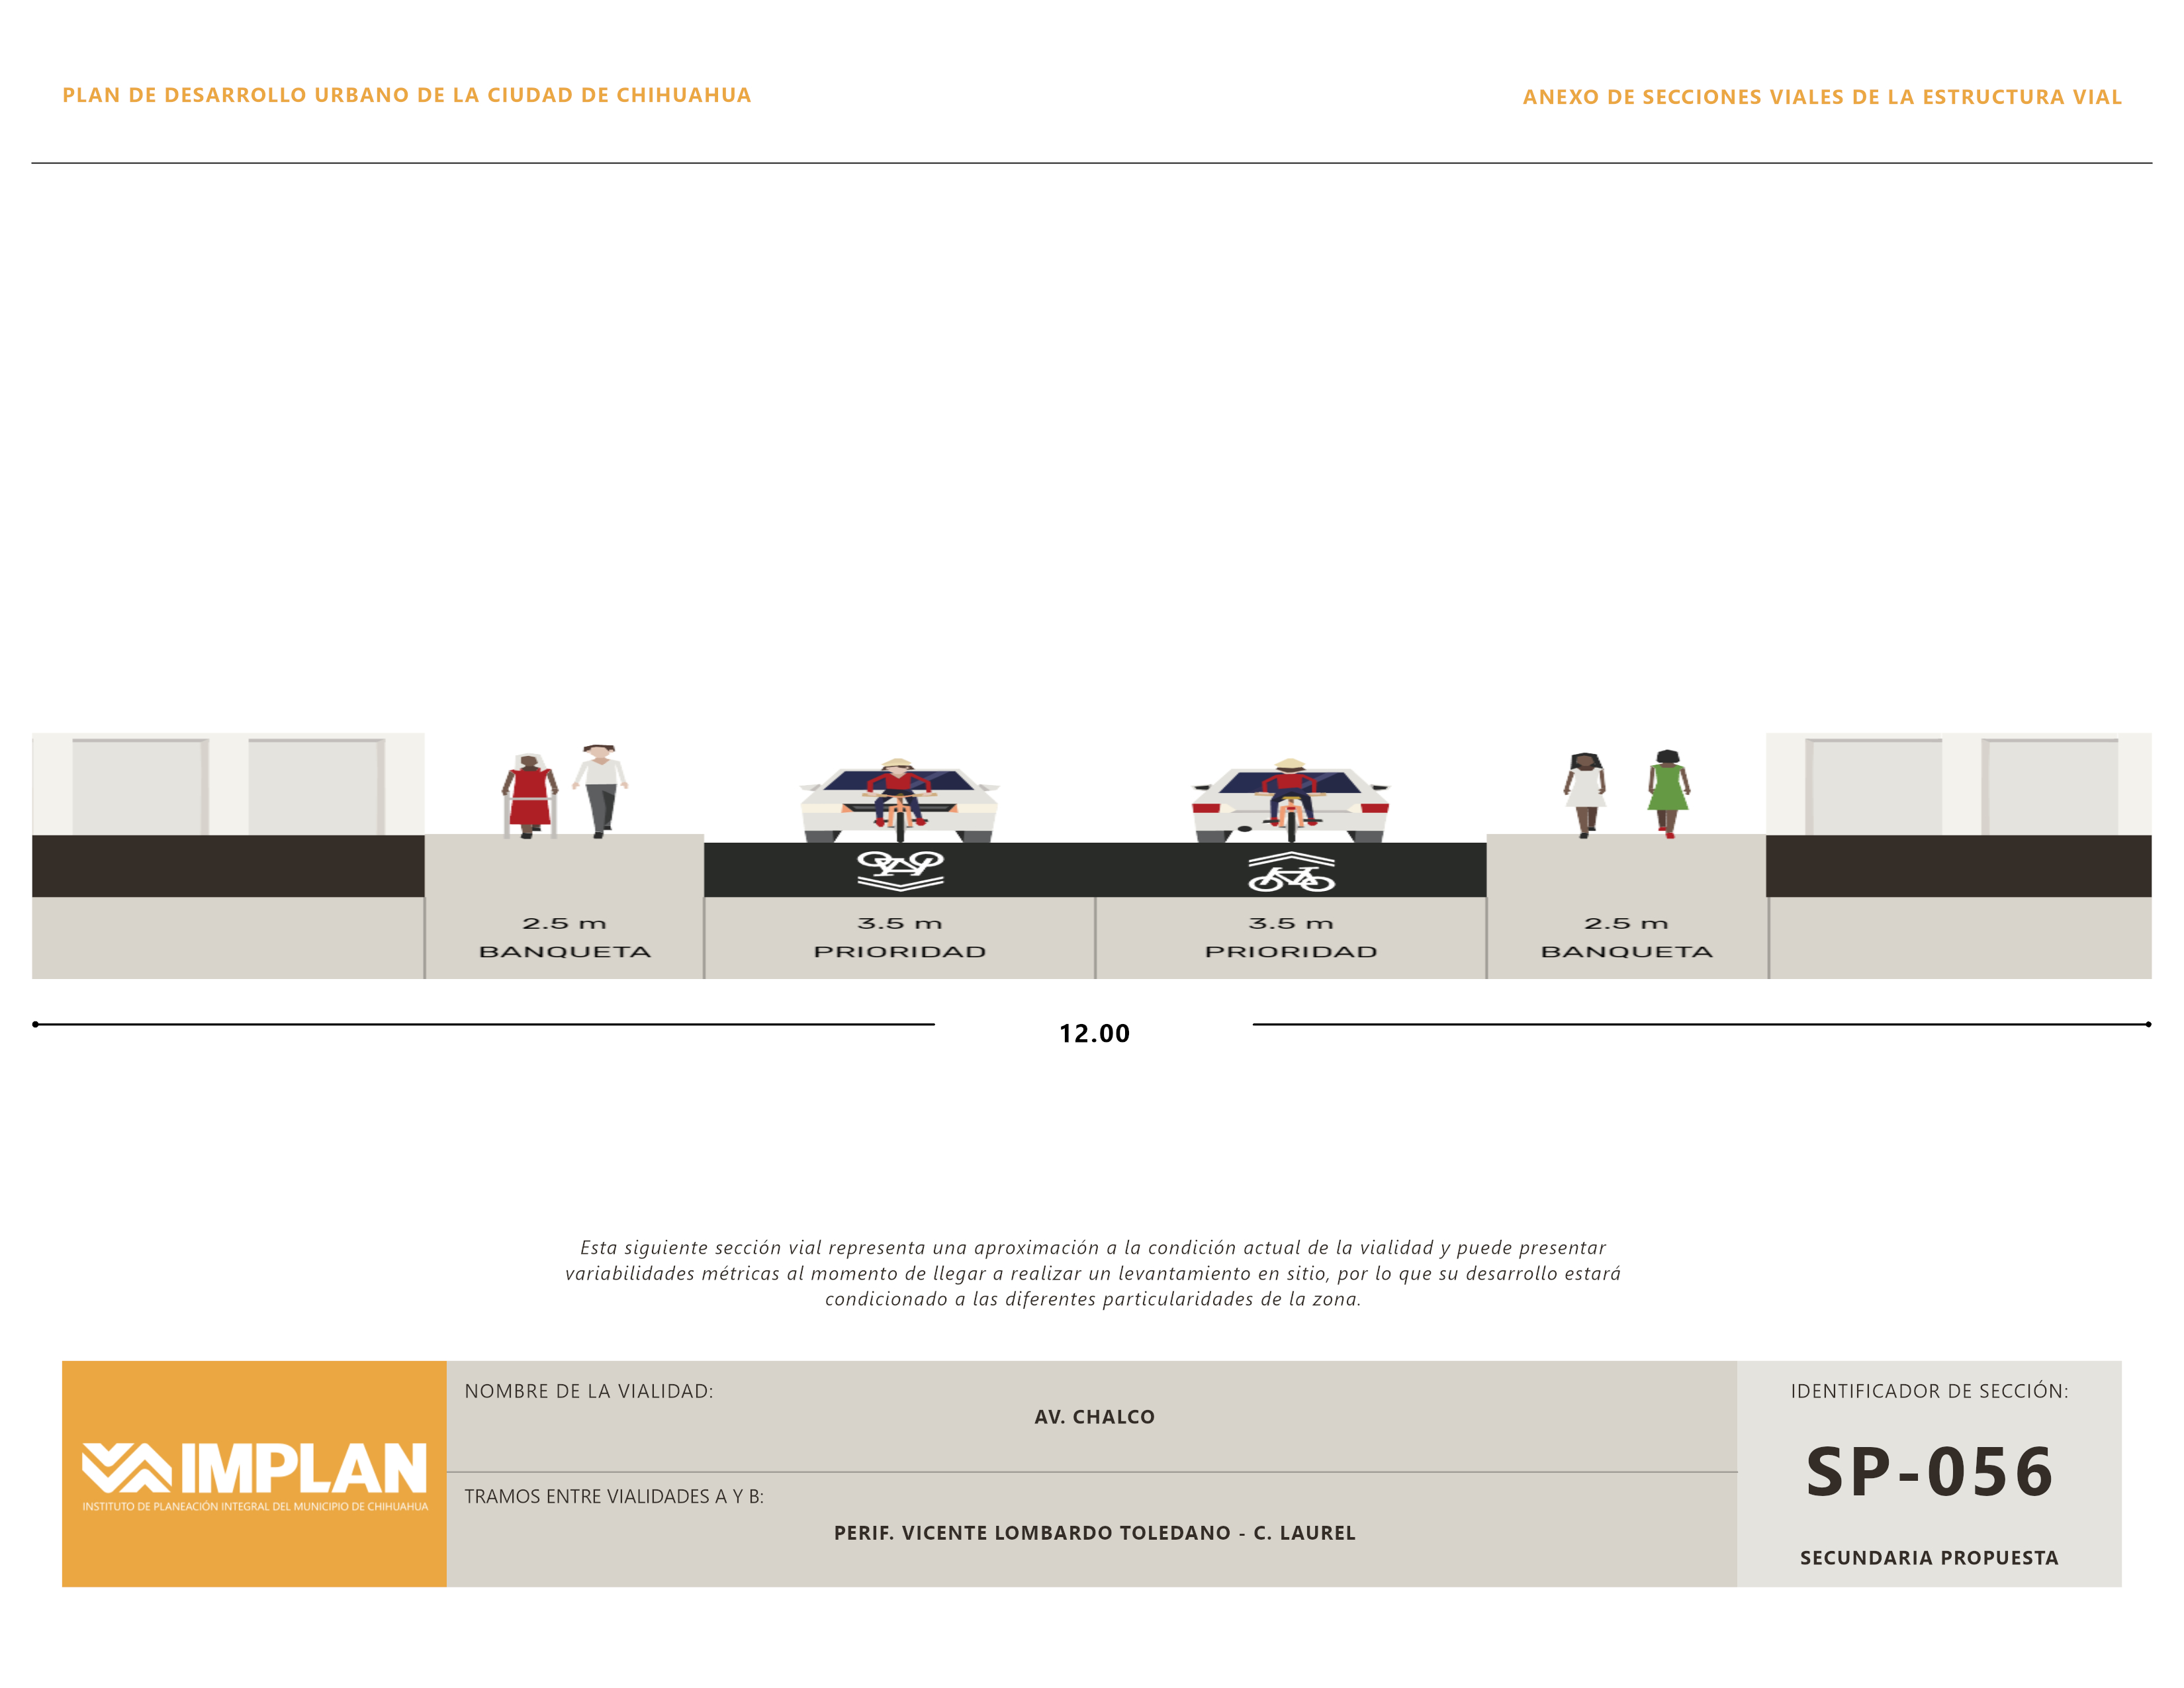 PLAN DE DESARROLLO URBANO DE LA CIUDAD DE CHIHUAHUA
ANEXO DE SECCIONES VIALES DE LA ESTRUCTURA VIAL
2.5 m
BANQUETA
3.5 m
PRIORIDAD
3.5 m
PRIORIDAD
2.5 m
BANQUETA
12.00
Esta siguiente sección vial representa una aproximación a la condición actual de la vialidad y puede presentar
variabilidades métricas al momento de llegar a realizar un levantamiento en sitio, por lo que su desarrollo estará
condicionado a las diferentes particularidades de la zona.
IMPLAN
INSTITUTO DE PLANEACIÓN INTEGRAL DEL MUNICIPIO DE CHIHUAHUA
NOMBRE DE LA VIALIDAD:
AV. CHALCO
TRAMOS ENTRE VIALIDADES A Y B:
PERIF. VICENTE LOMBARDO TOLEDANO - C. LAUREL
IDENTIFICADOR DE SECCIÓN:
SP-056
SECUNDARIA PROPUESTA